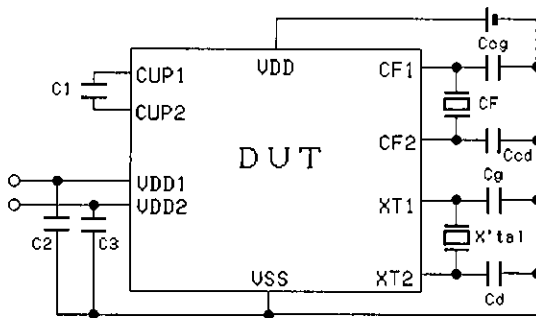 Ccg
VDD
CF1
C1
CUP1
CF
CUP2
CF2
DUT
Ccd
Cg
VDD1
VDD2
XT1
X'tal
C2
C3
VSS
XT2
Cd